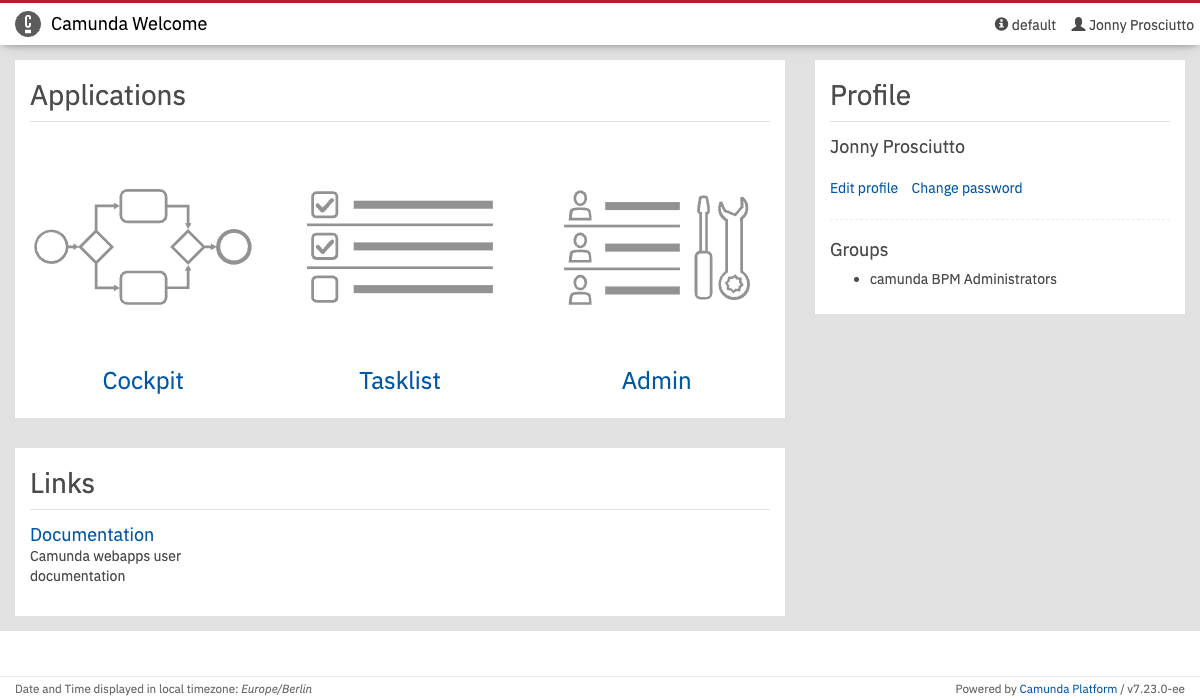 Camunda Welcome
default Jonny Prosciutto
Applications
Cockpit
Tasklist
Admin
Profile
Jonny Prosciutto
Edit profile Change password
Groups
camunda BPM Administrators
Links
Documentation
Camunda webapps user
documentation
Date and Time displayed in local timezone: Europe/Berlin
Powered by Camunda Platform / v7.23.0-ee